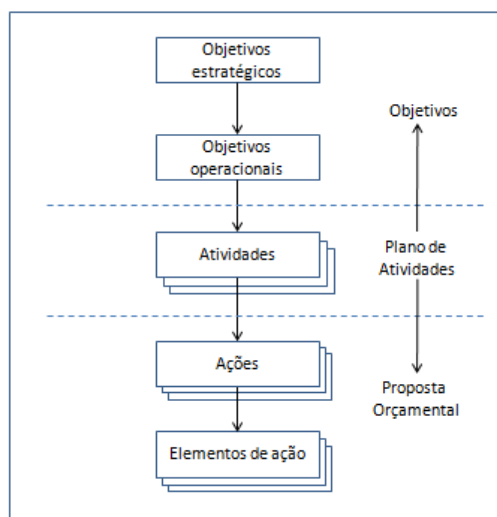 Objetivos
estratégicos
Objetivos
Objetivos
operacionais
Atividades
Plano de
Atividades
Ações
Proposta
Orçamental
Elementos de ação